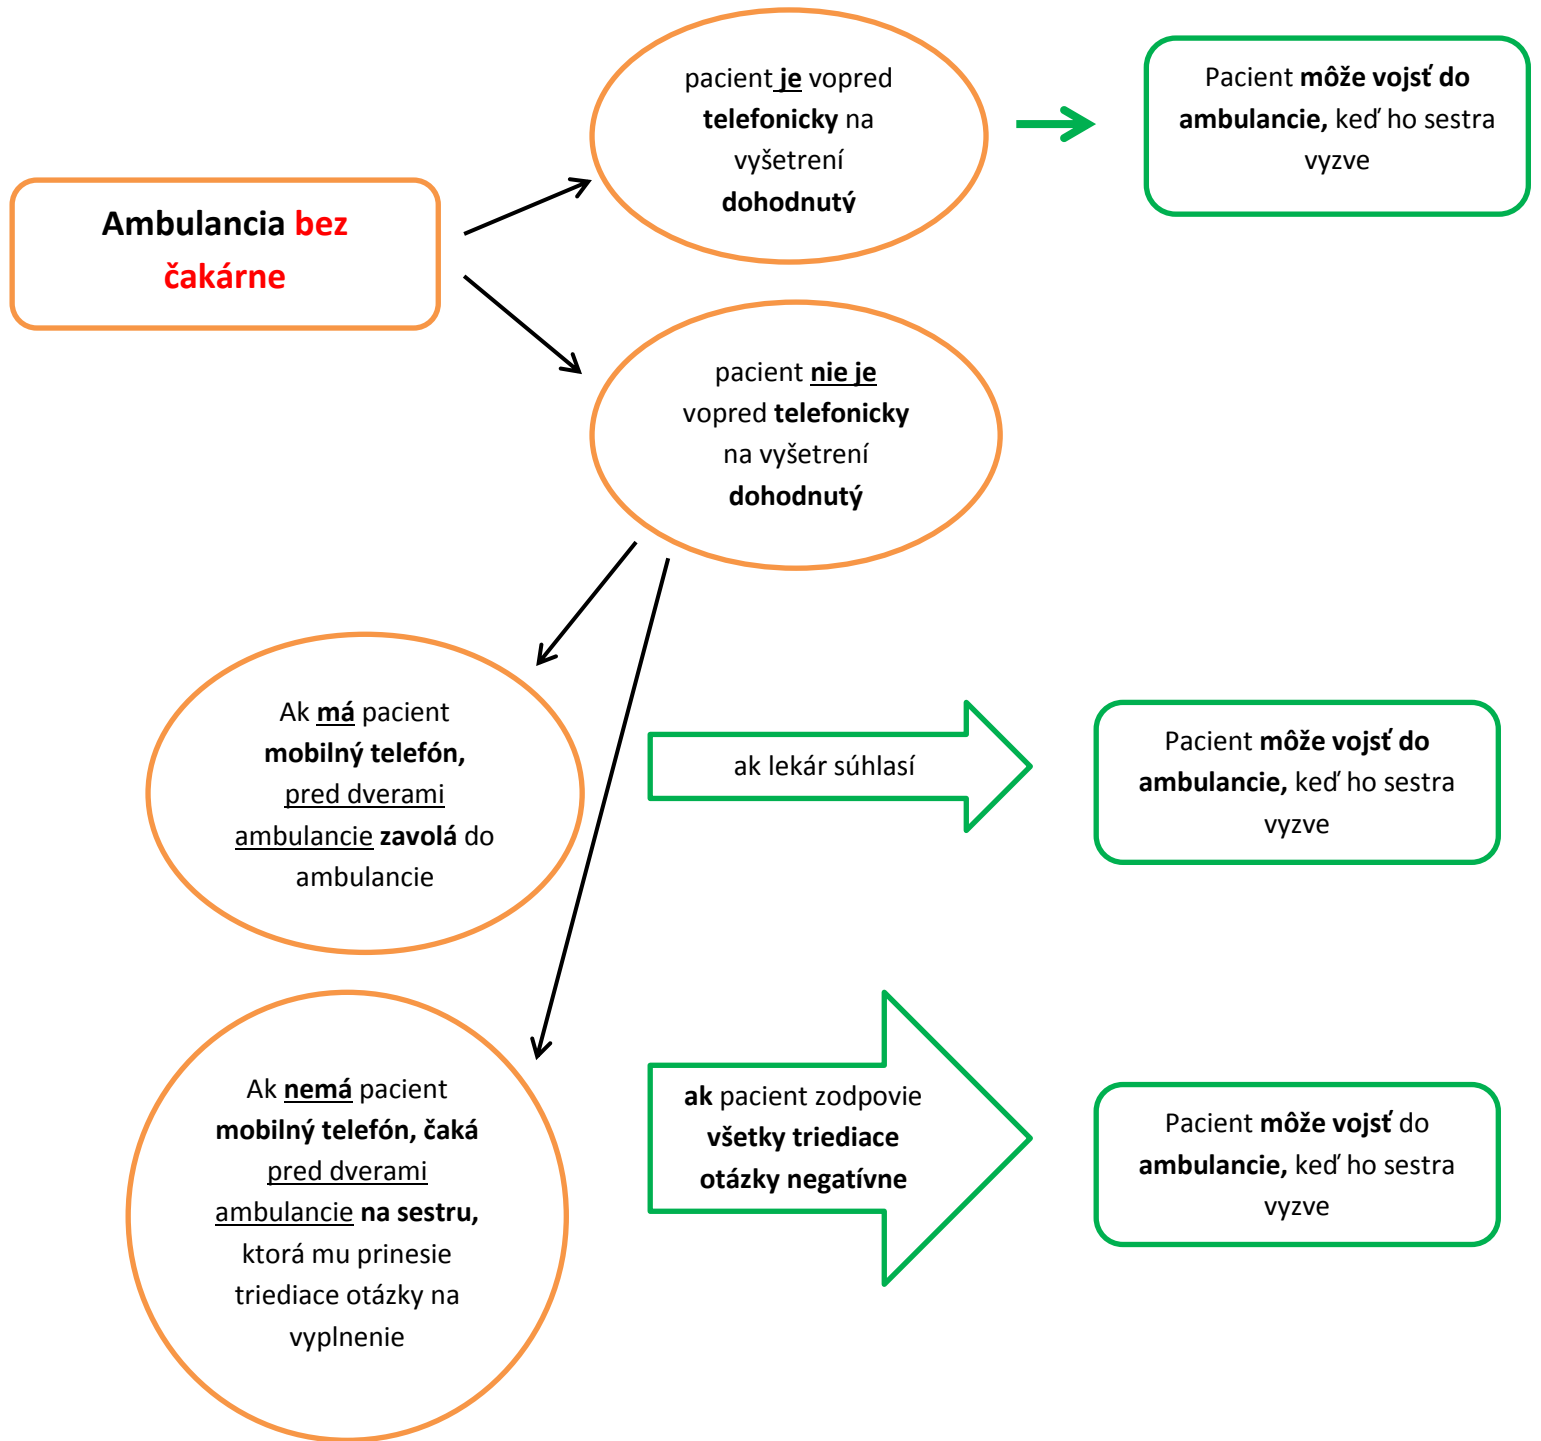 Ambulancia bez
čakárne
pacient je vopred
telefonicky na
vyšetrení
dohodnutý
Pacient môže vojsť do
ambulancie, keď ho sestra
vyzve
pacient nie je
vopred telefonicky
na vyšetrení
dohodnutý
Ak má pacient
mobilný telefón,
pred dverami
ambulancie zavolá do
ambulancie
ak lekár súhlasí
Pacient môže vojsť do
ambulancie, keď ho sestra
vyzve
Ak nemá pacient
mobilný telefón, čaká
pred dverami
ambulancie na sestru,
ktorá mu prinesie
triediace otázky na
vyplnenie
ak pacient zodpovie
všetky triediace
otázky negatívne
Pacient môže vojsť do
ambulancie, keď ho sestra
vyzve